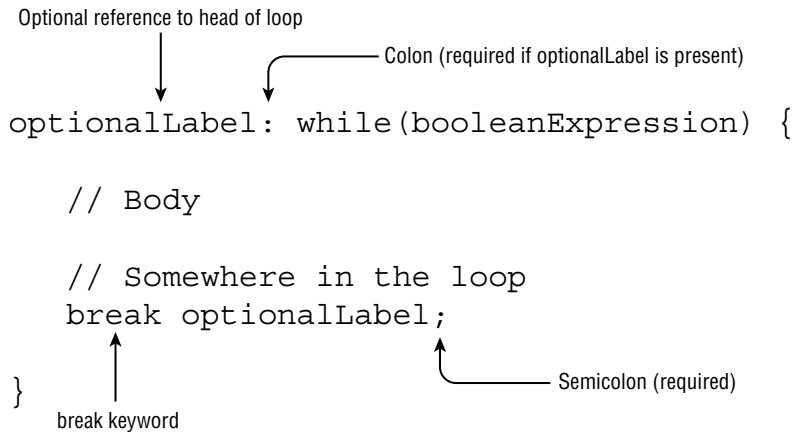 Optional reference to head of loop
Colon (required if optionalLabel is present)
optionalLabel: while(booleanExpression) {
// Body
// Somewhere in the loop
break optionalLabel;
Semicolon (required)
}
break keyword